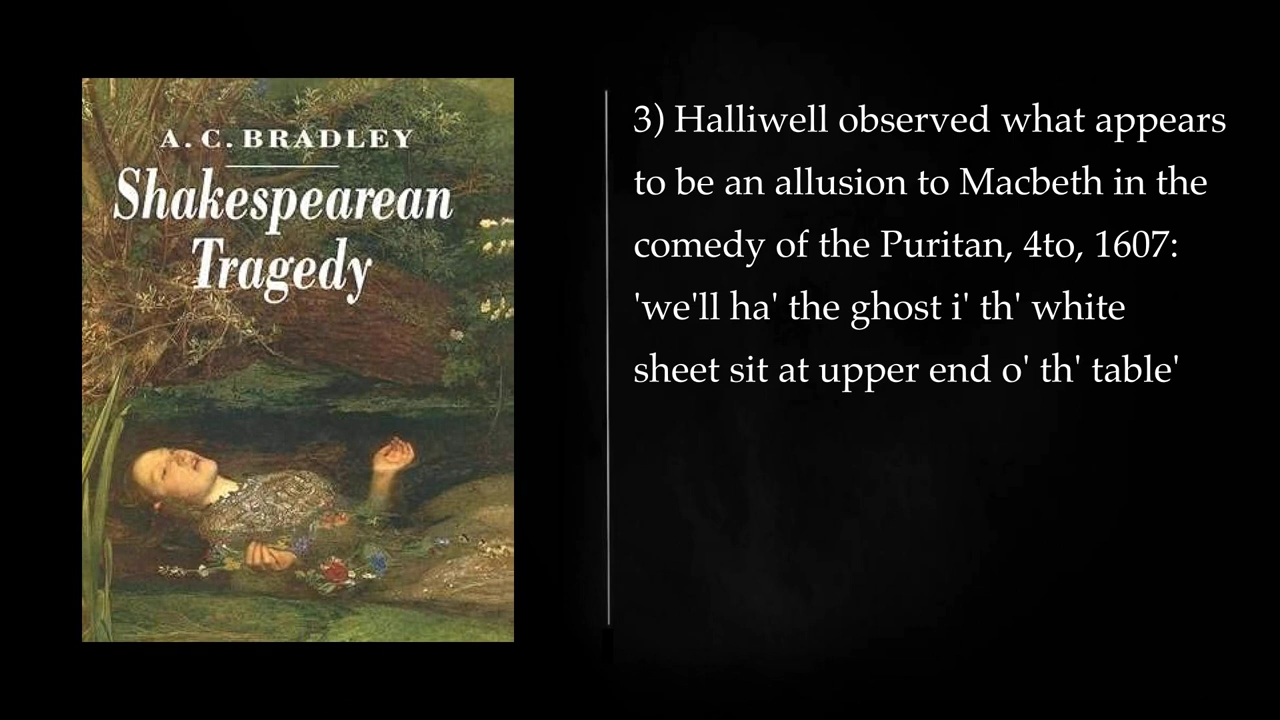 A. C. BRADLEY
Shakespearean
Tragedy
3) Halliwell observed what appears
to be an allusion to Macbeth in the
comedy of the Puritan, 4to, 1607:
'we'll ha' the ghost i' th' white
sheet sit at upper end o' th' table'